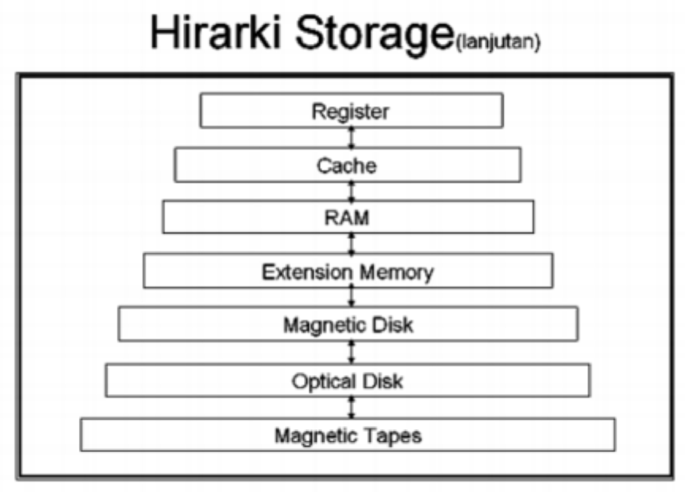 Hirarki Storage(lanjutan)
Register
Cache
RAM
Extension Memory
Magnetic Disk
Optical Disk
Magnetic Tapes